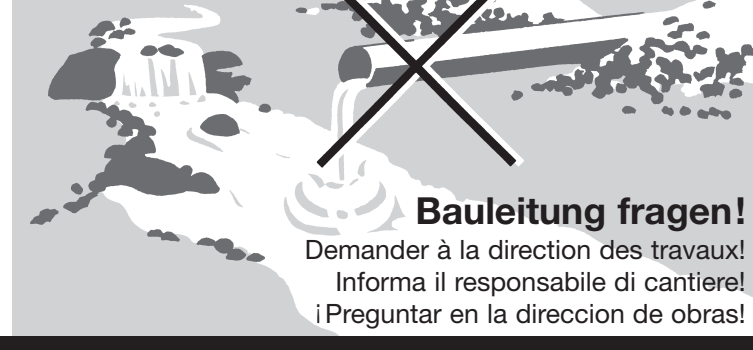 Bauleitung fragen!
Demander à la direction des travaux!
Informa il responsabile di cantiere!
¡Preguntar en la direccion de obras!